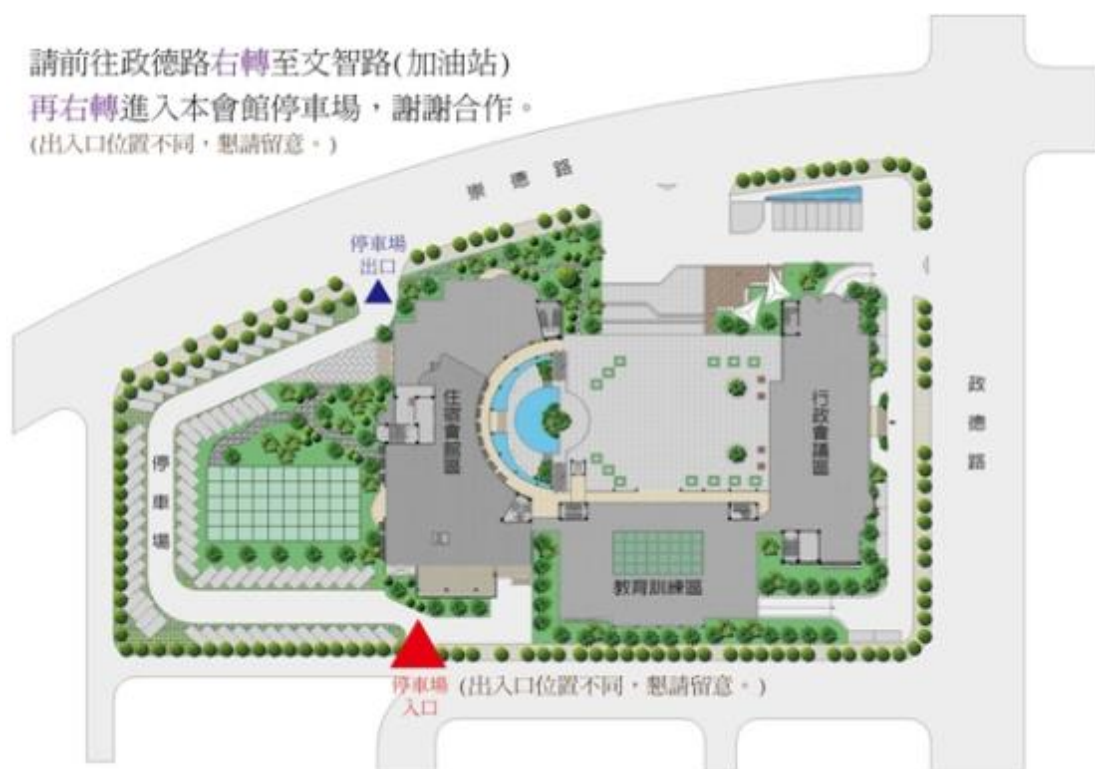 請前往政德路右轉至文智路(加油站)
再右轉進入本會館停車場，謝謝合作。
(出入口位置不同，懇請留意。)
崇德路
停車場
出口
住宿會館區
行政會議區
政德路
停車場
教育訓練區
停車場
入口
(出入口位置不同，懇請留意。)